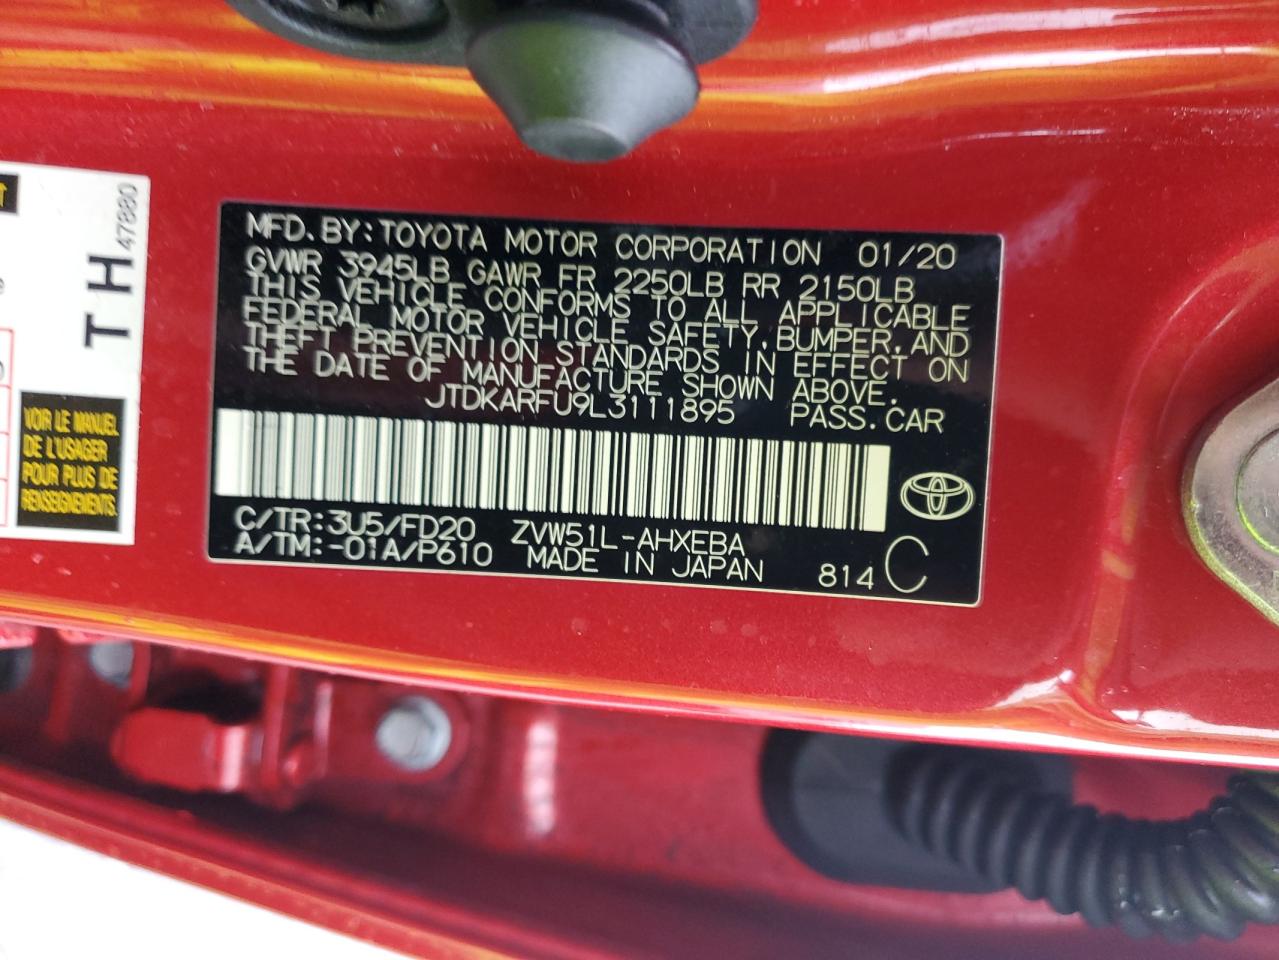 TH 47880
VOIR LE MANUEL
DE L'USAGER
POUR PLUS DE
RENSEIGNEMENTS.
MFD. BY: TOYOTA MOTOR CORPORATION 01/20
GVWR 3945LB GAWR FR 2250LB RR 2150LB
THIS VEHICLE CONFORMS TO ALL APPLICABLE
FEDERAL MOTOR VEHICLE SAFETY, BUMPER, AND
THEFT PREVENTION STANDARDS IN EFFECT ON
THE DATE OF MANUFACTURE SHOWN ABOVE.
JTDKARFU9L3111895 PASS.CAR
C/TR:3U5/FD20 ZVW51L-AHXEBA
A/TM:-01A/P610 MADE IN JAPAN 814 C